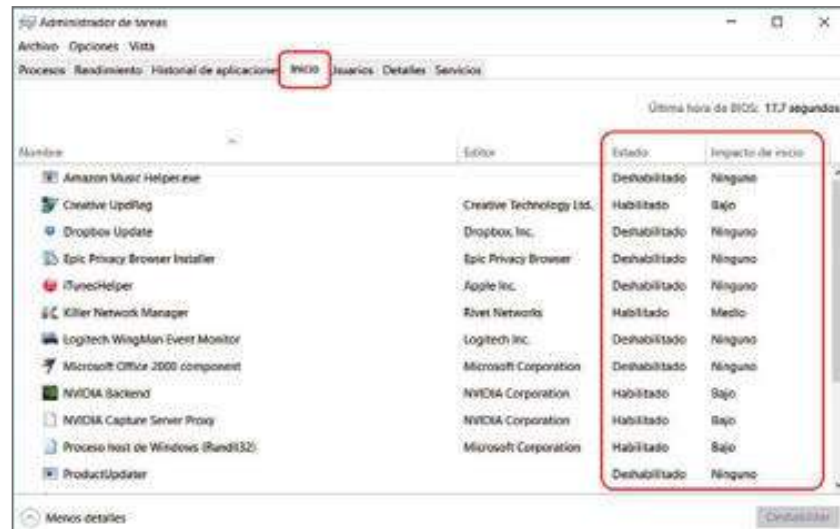 Administrador de tareas
Archivo Opciones Vista
Procesos Rendimiento Historial de aplicaciones Inicio Usuarios Detalles Servicios
Última hora de BIOS: 17,7 segundos
Nombre Editor Estado Impacto de inicio
Amazon Music Helper.exe Deshabilitado Ninguno
Creative UpdReg Creative Technology Ltd. Habilitado Bajo
Dropbox Update Dropbox, Inc. Deshabilitado Ninguno
Epic Privacy Browser Installer Epic Privacy Browser Deshabilitado Ninguno
iTunesHelper Apple Inc. Deshabilitado Ninguno
Killer Network Manager Rivet Networks Habilitado Medio
Logitech WingMan Event Monitor Logitech Inc. Deshabilitado Ninguno
Microsoft Office 2000 component Microsoft Corporation Deshabilitado Ninguno
NVIDIA Backend NVIDIA Corporation Habilitado Bajo
NVIDIA Capture Server Proxy NVIDIA Corporation Habilitado Bajo
Proceso host de Windows (Rundll32) Microsoft Corporation Habilitado Bajo
ProductUpdater Deshabilitado Ninguno
Menos detalles Deshabilitar